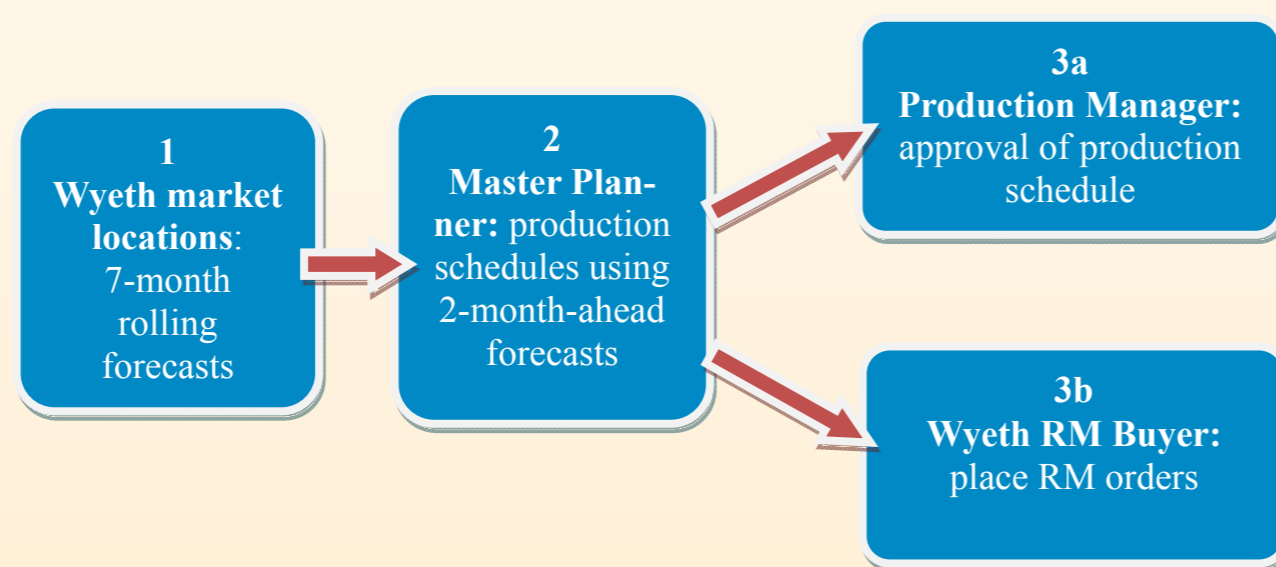 1
Wyeth market
locations:
7-month
rolling
forecasts
2
Master Plan-
ner: production
schedules using
2-month-ahead
forecasts
3a
Production Manager:
approval of production
schedule
3b
Wyeth RM Buyer:
place RM orders